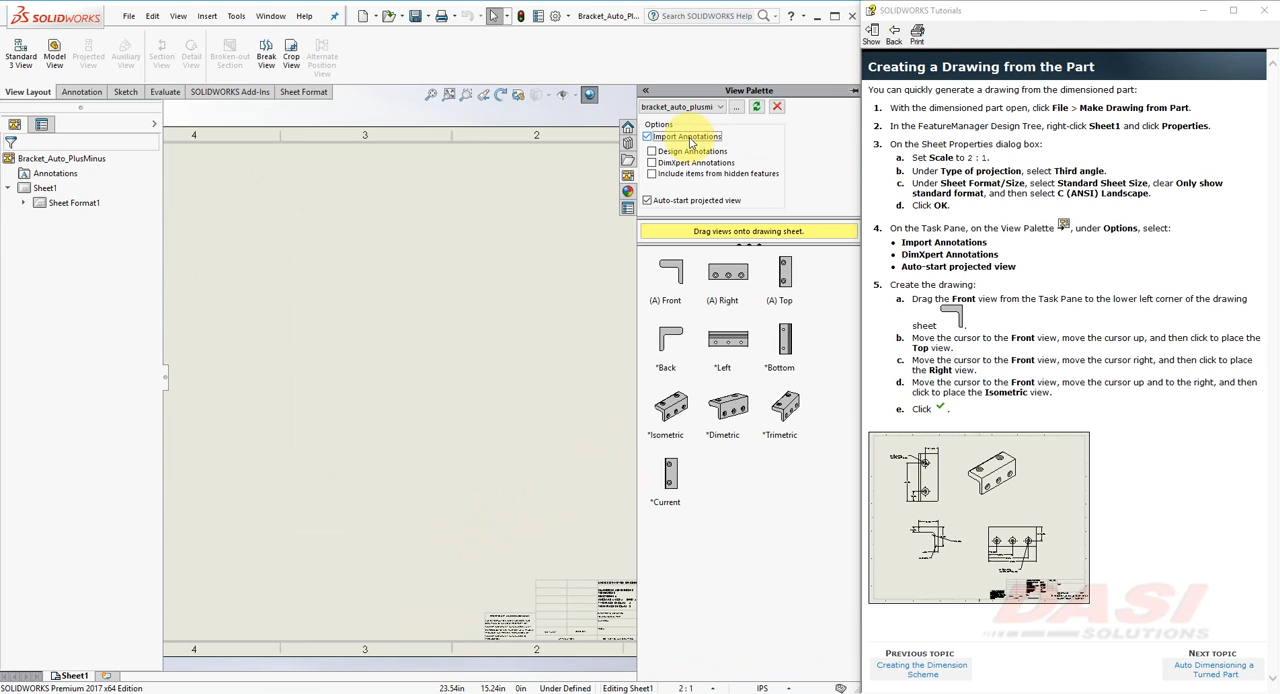 SOLIDWORKS
File
Edit
View
Insert
Tools
Window
Help
Bracket_Auto_Pl...
Search SOLIDWORKS Help
Standard
3 View
Model
View
Projected
View
Auxiliary
View
Section
View
Detail
View
Broken-out
Section
Break
View
Crop
View
Alternate
Position
View
View Layout
Annotation
Sketch
Evaluate
SOLIDWORKS Add-Ins
Sheet Format
Bracket_Auto_PlusMinus
Annotations
Sheet1
Sheet Format1
4
3
2
4
3
2
View Palette
bracket_auto_plusmi
...
Options
Import Annotations
Design Annotations
DimXpert Annotations
Include items from hidden features
Auto-start projected view
Drag views onto drawing sheet.
(A) Front
(A) Right
(A) Top
*Back
*Left
*Bottom
*Isometric
*Dimetric
*Trimetric
*Current
Sheet1
SOLIDWORKS Premium 2017 x64 Edition
23.54in
15.24in
0in
Under Defined
Editing Sheet1
2 : 1
IPS
SOLIDWORKS Tutorials
Show
Back
Print
Creating a Drawing from the Part
You can quickly generate a drawing from the dimensioned part:
1. With the dimensioned part open, click File > Make Drawing from Part.
2. In the FeatureManager Design Tree, right-click Sheet1 and click Properties.
3. On the Sheet Properties dialog box:
a. Set Scale to 2 : 1.
b. Under Type of projection, select Third angle.
c. Under Sheet Format/Size, select Standard Sheet Size, clear Only show
standard format, and then select C (ANSI) Landscape.
d. Click OK.
4. On the Task Pane, on the View Palette , under Options, select:
• Import Annotations
• DimXpert Annotations
• Auto-start projected view
5. Create the drawing:
a. Drag the Front view from the Task Pane to the lower left corner of the drawing
sheet .
b. Move the cursor to the Front view, move the cursor up, and then click to place the
Top view.
c. Move the cursor to the Front view, move the cursor right, and then click to place
the Right view.
d. Move the cursor to the Front view, move the cursor up and to the right, and then
click to place the Isometric view.
e. Click .
DASI
SOLUTIONS
PREVIOUS TOPIC
Creating the Dimension
Scheme
NEXT TOPIC
Auto Dimensioning a
Turned Part